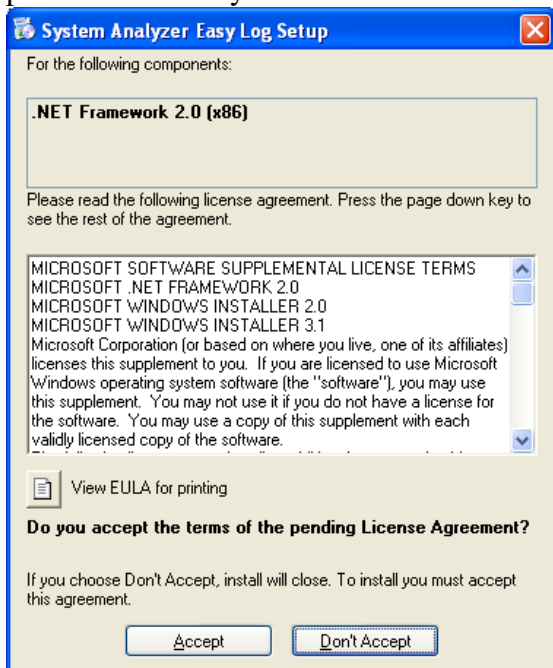 System Analyzer Easy Log Setup
For the following components:
.NET Framework 2.0 (x86)
Please read the following license agreement. Press the page down key to
see the rest of the agreement.
MICROSOFT SOFTWARE SUPPLEMENTAL LICENSE TERMS
MICROSOFT .NET FRAMEWORK 2.0
MICROSOFT WINDOWS INSTALLER 2.0
MICROSOFT WINDOWS INSTALLER 3.1
Microsoft Corporation (or based on where you live, one of its affiliates)
licenses this supplement to you.  If you are licensed to use Microsoft
Windows operating system software (the "software"), you may use
this supplement.  You may not use it if you do not have a license for
the software.  You may use a copy of this supplement with each
validly licensed copy of the software.
View EULA for printing
Do you accept the terms of the pending License Agreement?
If you choose Don't Accept, install will close. To install you must accept
this agreement.
Accept
Don't Accept